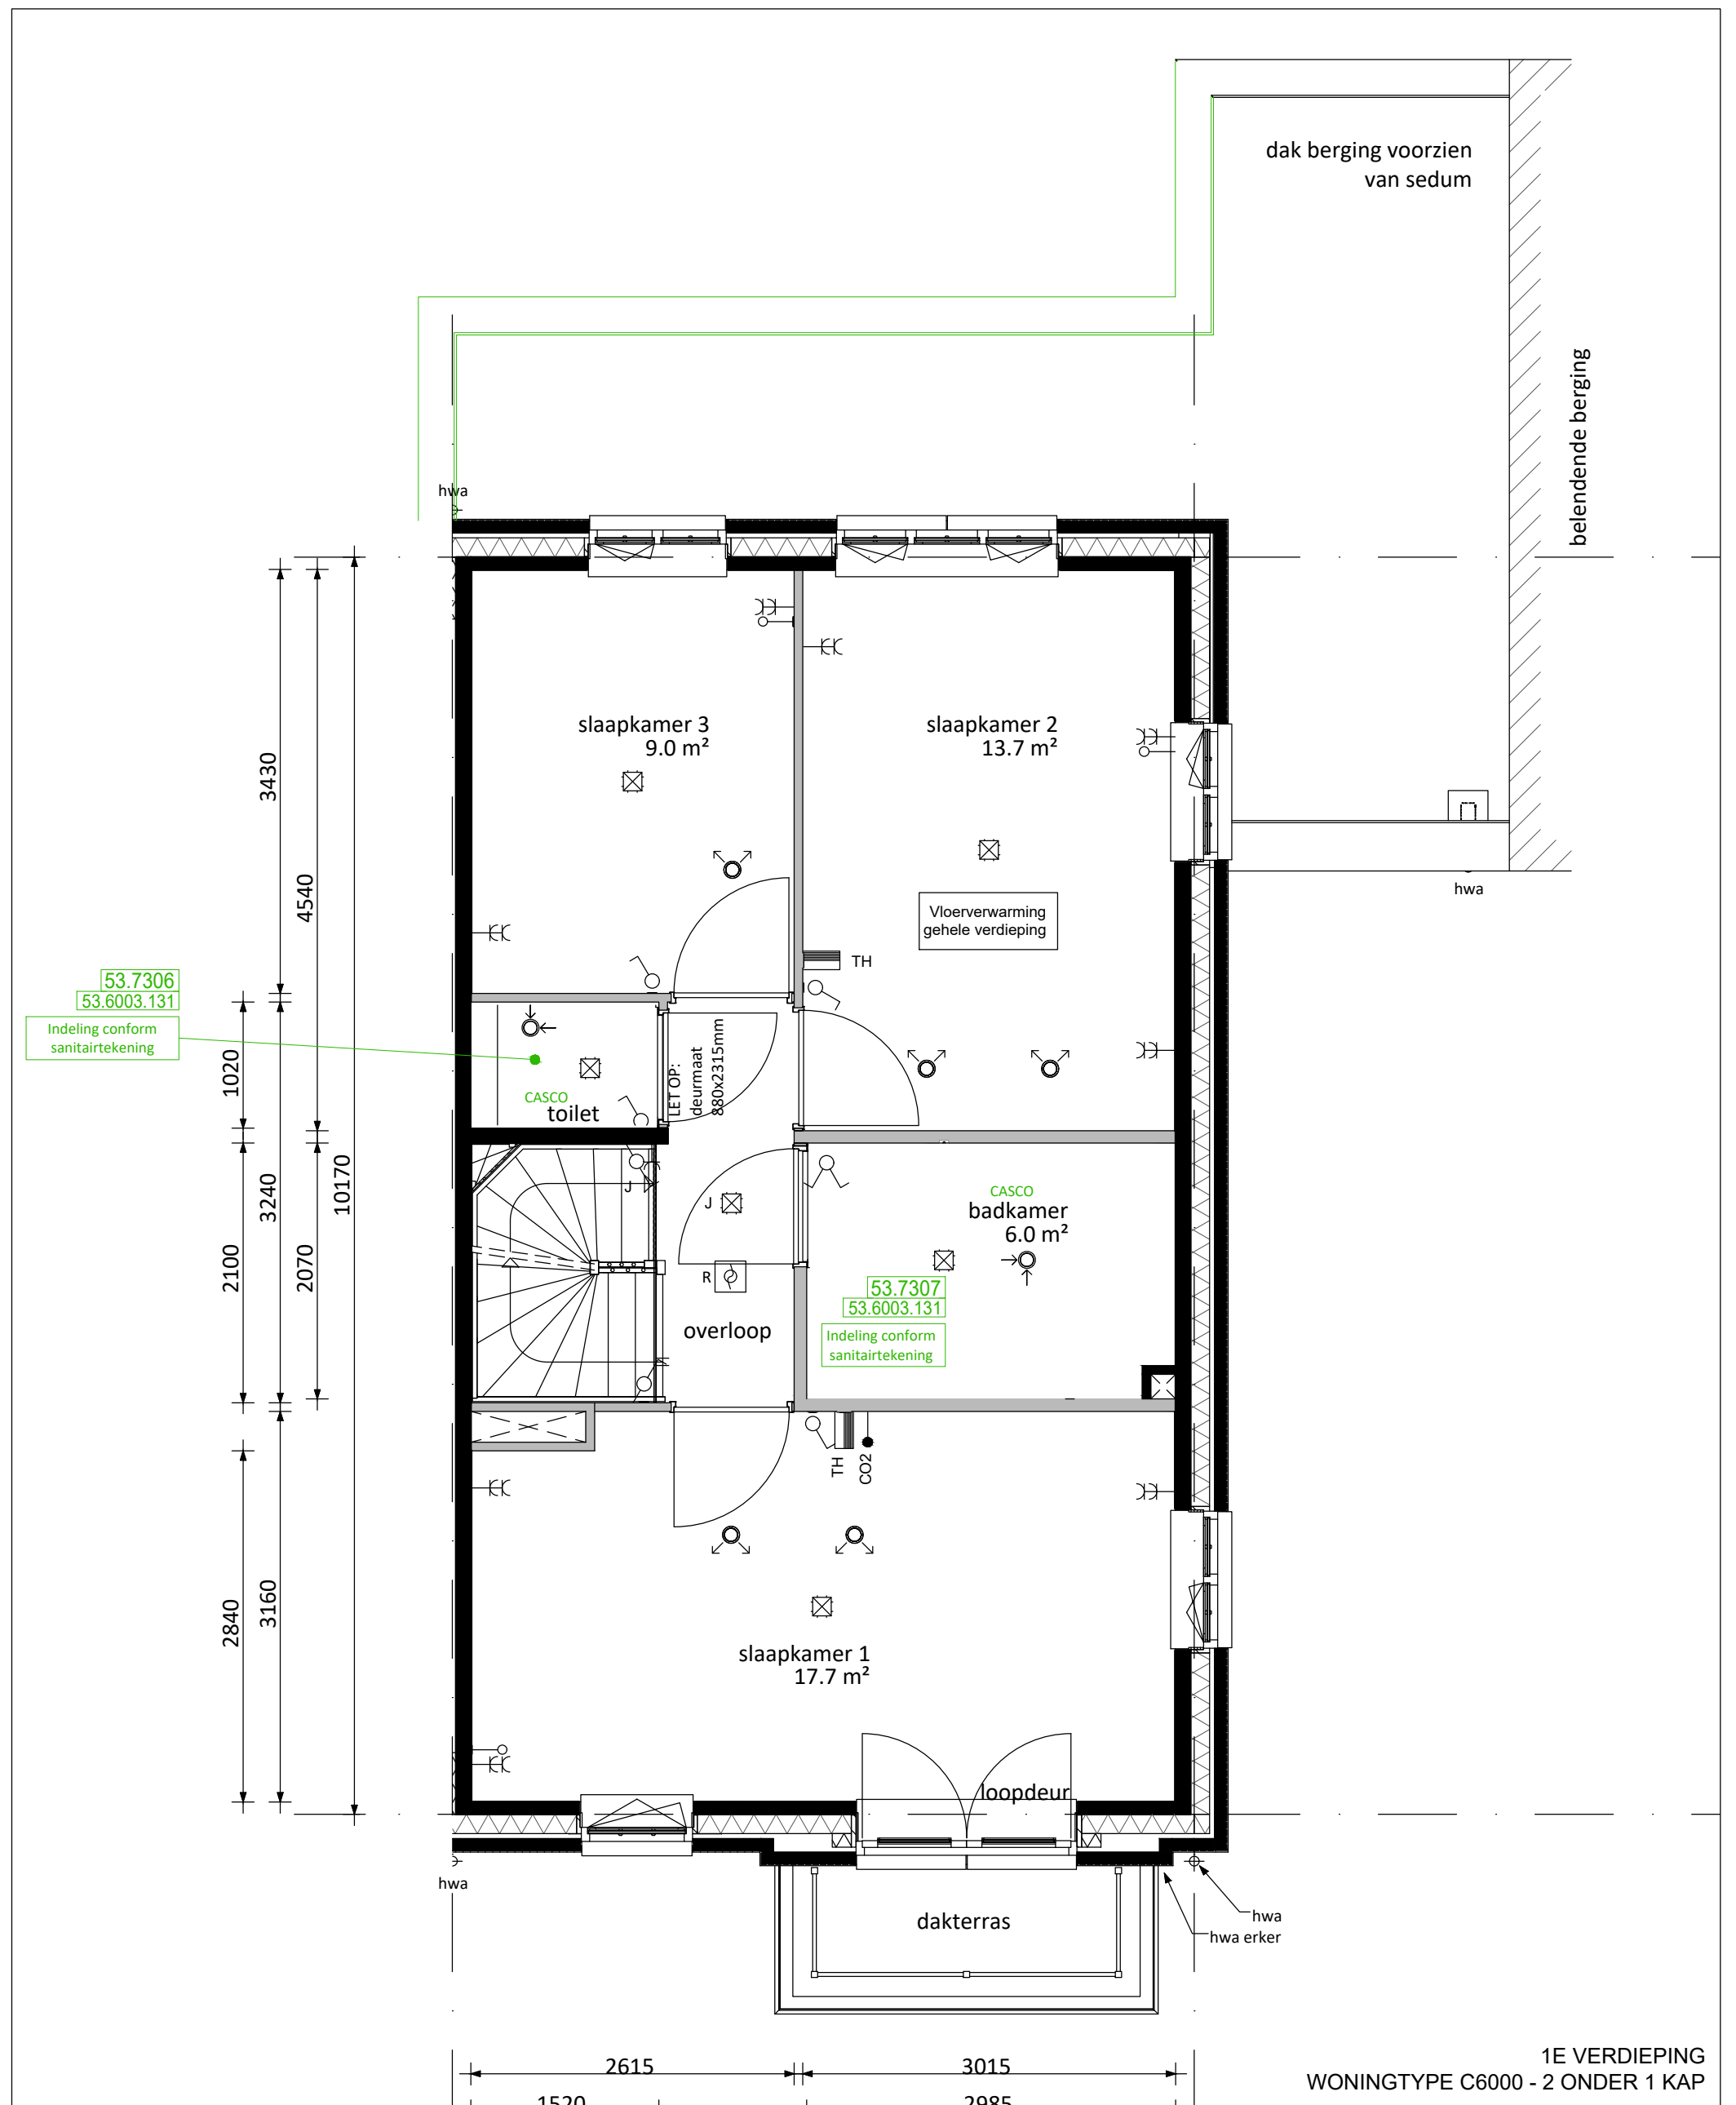 dak berging voorzien
van sedum
belendende berging
hwa
slaapkamer 3
9.0 m²
slaapkamer 2
13.7 m²
3430
4540
hwa
Vloerverwarming
gehele verdieping
TH
53.7306
53.6003.131
Indeling conform
sanitairtekening
1020
CASCO
toilet
LET OP:
deurmaat
880x2315mm
3240
10170
2100
2070
J
J
R
overloop
CASCO
badkamer
6.0 m²
53.7307
53.6003.131
Indeling conform
sanitairtekening
TH
CO2
2840
3160
slaapkamer 1
17.7 m²
loopdeur
hwa
dakterras
hwa
hwa erker
2615
3015
1520
2985
1E VERDIEPING
WONINGTYPE C6000 - 2 ONDER 1 KAP